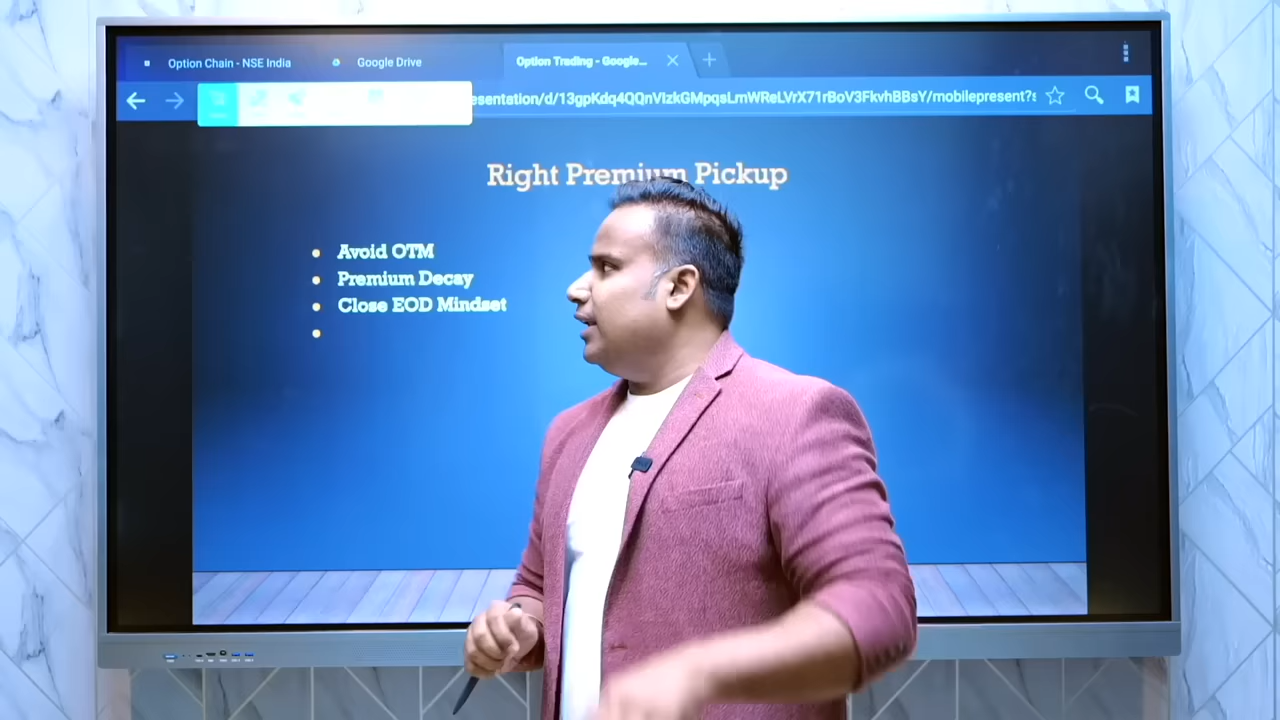 Option Chain - NSE India
Google Drive
Option Trading - Google...
esentation/d/13gpKdq4QQnVIzkGMpqsLmWReLVrX71rBoV3FkvhBBsY/mobilepresent?s
Right Premium Pickup
• Avoid OTM
• Premium Decay
• Close EOD Mindset
•